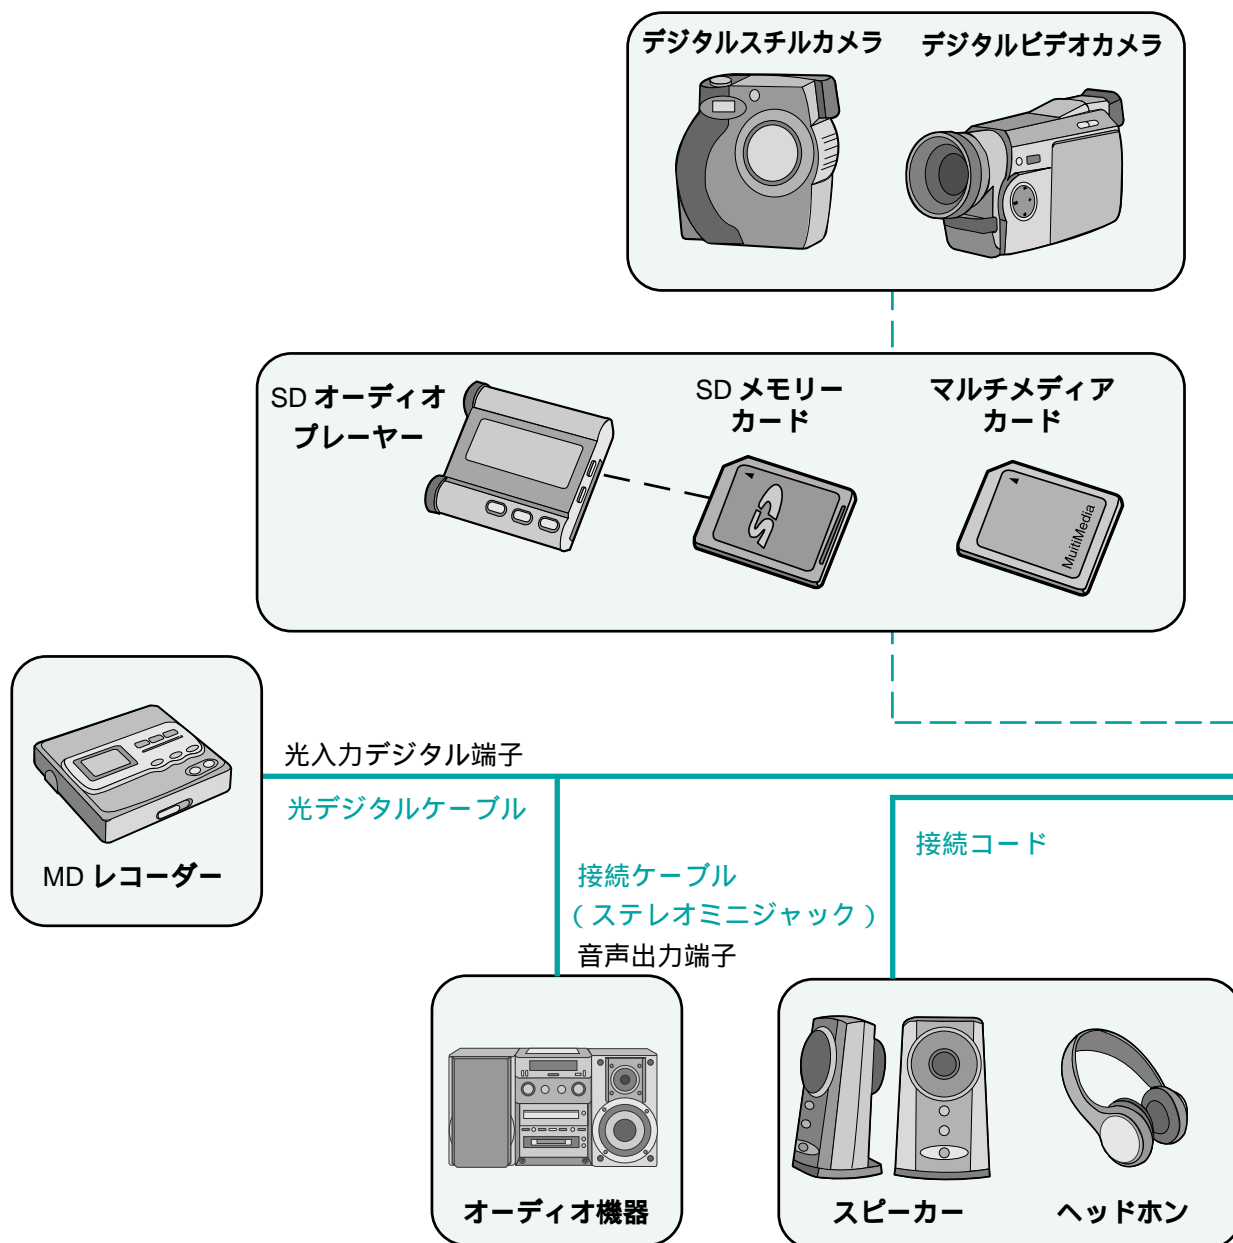 デジタルスチルカメラ
デジタルビデオカメラ
SD オーディオ
プレーヤー
SD メモリー
カード
マルチメディア
カード
SD
MuitiMedia
光入力デジタル端子
光デジタルケーブル
MD レコーダー
接続コード
接続ケーブル
(ステレオミニジャック)
音声出力端子
オーディオ機器
スピーカー
ヘッドホン